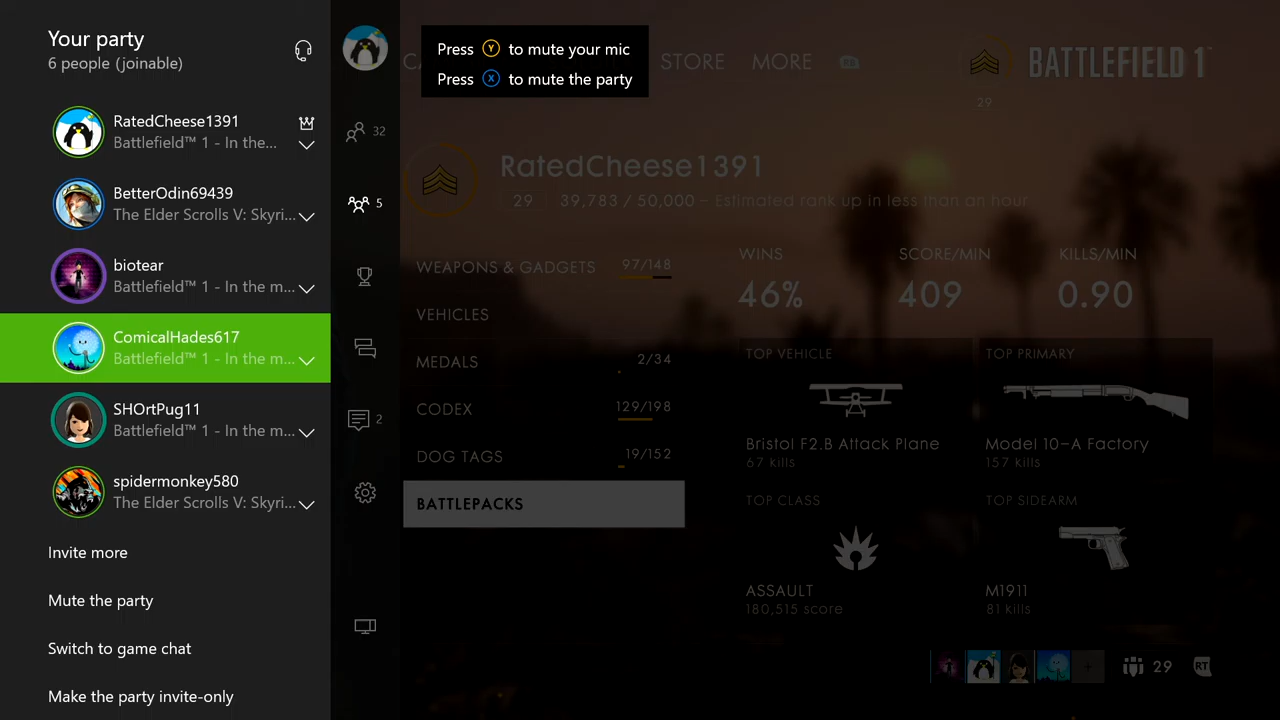 Your party
6 people (joinable)
RatedCheese1391
Battlefield™ 1 - In the...
BetterOdin69439
The Elder Scrolls V: Skyri...
biotear
Battlefield™ 1 - In the m...
ComicalHades617
Battlefield™ 1 - In the m...
SHOrtPug11
Battlefield™ 1 - In the m...
spidermonkey580
The Elder Scrolls V: Skyri...
Invite more
Mute the party
Switch to game chat
Make the party invite-only
32
5
2
Press Y to mute your mic
Press X to mute the party
CA
STORE
MORE
29
BATTLEFIELD 1™
RatedCheese1391
29 39,783 / 50,000 - Estimated rank up in less than an hour
WEAPONS & GADGETS 97/148
VEHICLES
MEDALS 2/34
CODEX 129/198
DOG TAGS 19/152
BATTLEPACKS
WINS
46%
SCORE/MIN
409
KILLS/MIN
0.90
TOP VEHICLE
Bristol F2.B Attack Plane
67 kills
TOP PRIMARY
Model 10-A Factory
157 kills
TOP CLASS
ASSAULT
180,515 score
TOP SIDEARM
M1911
81 kills
+
29
RT